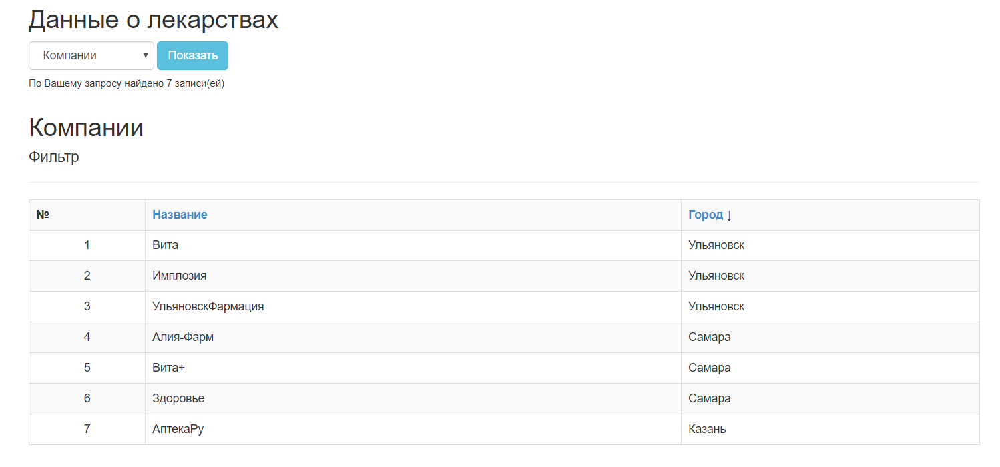 Данные о лекарствах
Компании ▾ Показать
По Вашему запросу найдено 7 записи(ей)
Компании
Фильтр
№ Название Город ↓
1 Вита Ульяновск
2 Имплозия Ульяновск
3 УльяновскФармация Ульяновск
4 Алия-Фарм Самара
5 Вита+ Самара
6 Здоровье Самара
7 АптекаРу Казань